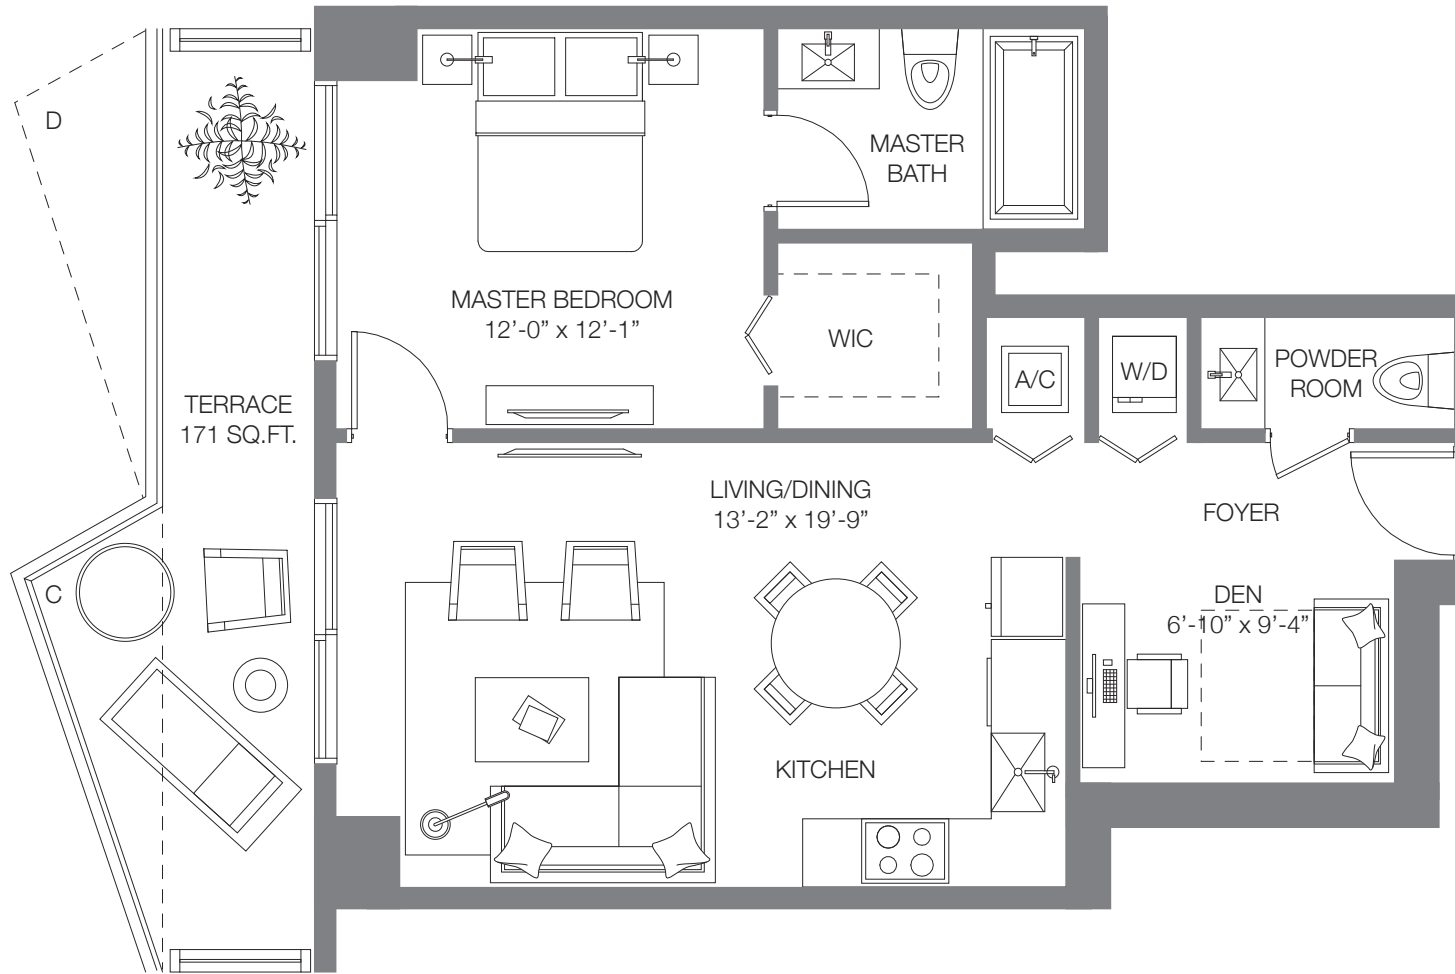 D
MASTER
BATH
MASTER BEDROOM
12’-0” x 12’-1”
WIC
A/C
W/D
POWDER
ROOM
TERRACE
171 SQ.FT.
LIVING/DINING
13’-2” x 19’-9”
FOYER
C
DEN
6’-10” x 9’-4”
KITCHEN